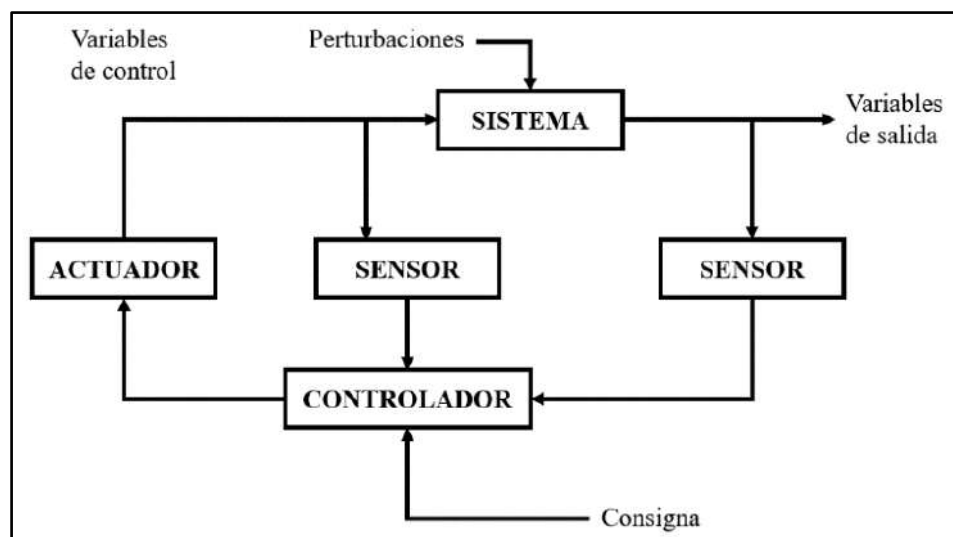 Variables
de control
Perturbaciones
SISTEMA
Variables
de salida
ACTUADOR
SENSOR
SENSOR
CONTROLADOR
Consigna